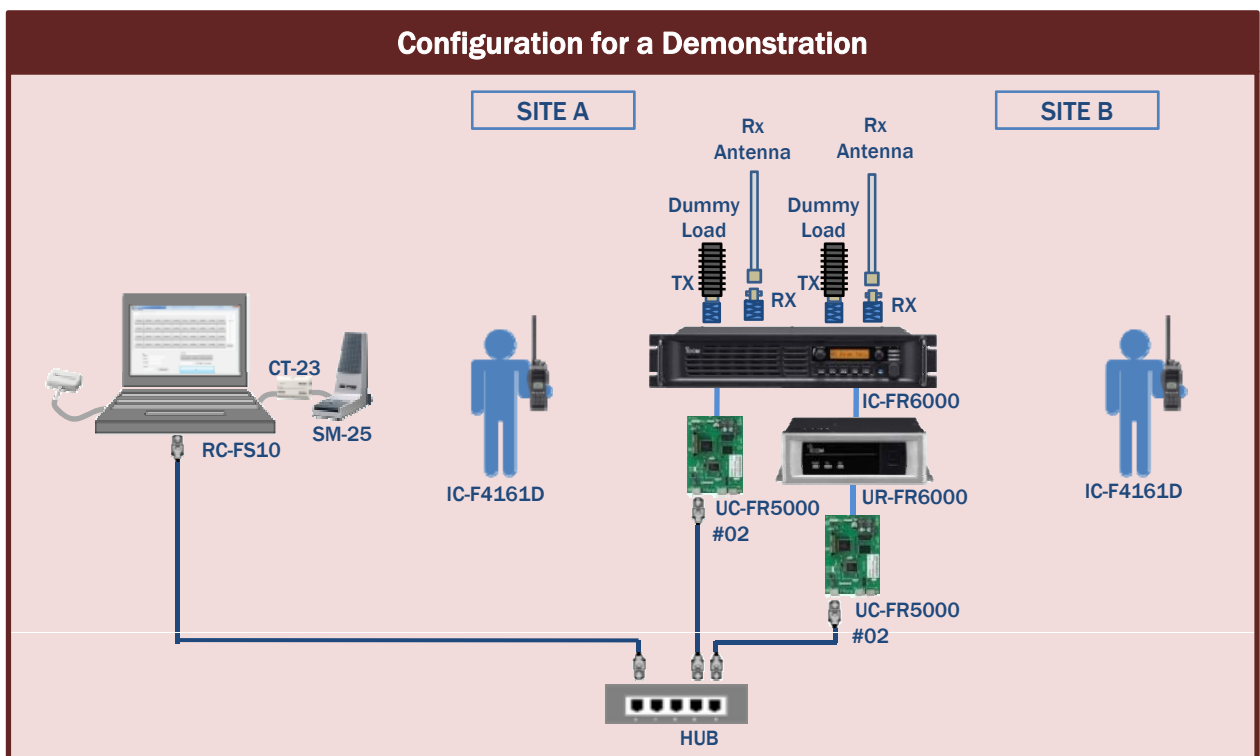 Configuration for a Demonstration
SITE A
SITE B
Rx
Antenna
Rx
Antenna
Dummy
Load
Dummy
Load
TX
RX
TX
RX
CT-23
SM-25
RC-FS10
IC-F4161D
ICOM
IC-FR6000
ICOM
UR-FR6000
IC-F4161D
UC-FR5000
#02
UC-FR5000
#02
HUB